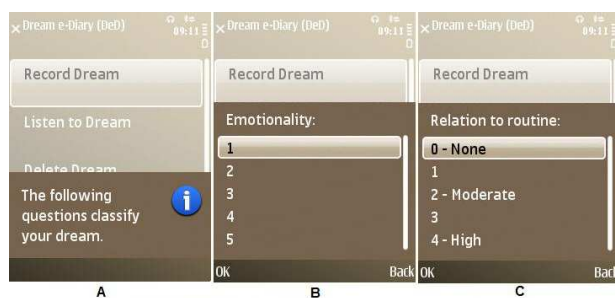 Dream e-Diary (DeD)
09:11
D
Record Dream
Listen to Dream
Delete Dream
The following
questions classify
your dream.
A
Dream e-Diary (DeD)
09:11
D
Record Dream
Emotionality:
1
2
3
4
5
OK Back
B
Dream e-Diary (DeD)
09:11
D
Record Dream
Relation to routine:
0 - None
1
2 - Moderate
3
4 - High
OK Back
C